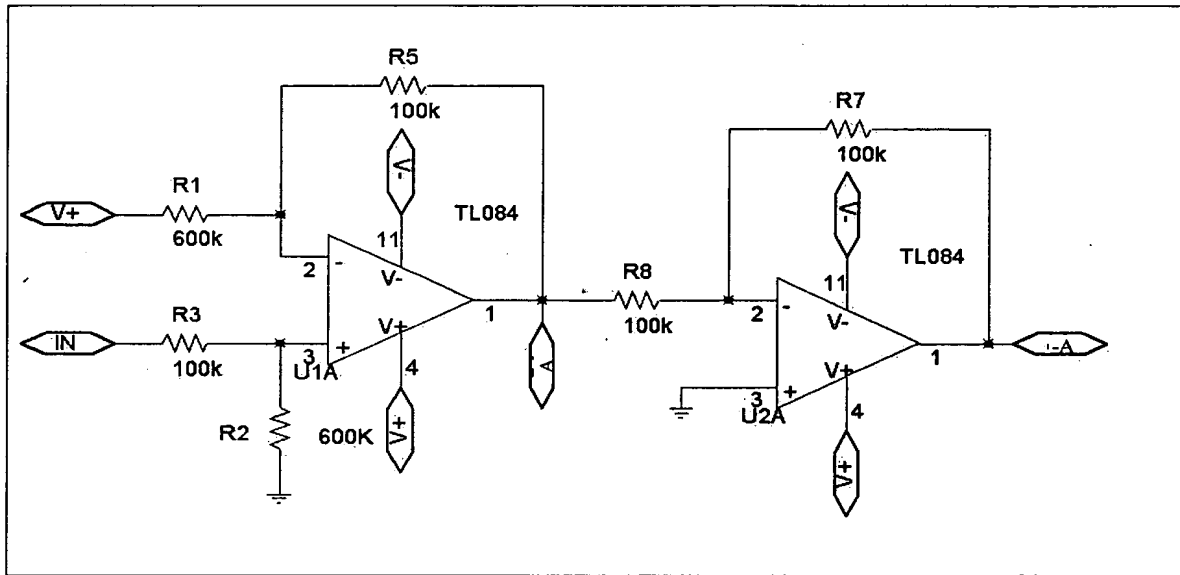 R5
100k
R7
100k
V-
V-
R1
V+
600k
TL084
11
2
-
V-
TL084
11
R8
100k
2
-
V-
R3
IN
100k
1
V+
3
+
U1A
4
A
V+
1
-A
3
+
U2A
4
R2
600K
V+
V+